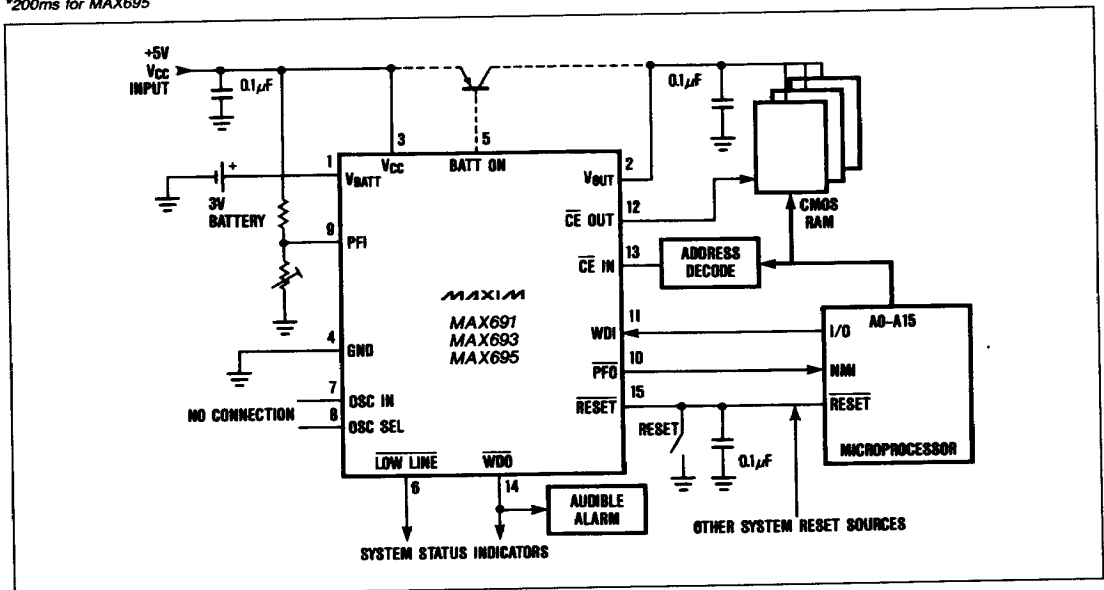 *200ms for MAX695
+5V
VCC
INPUT
0.1µF
0.1µF
3
5
1
VCC
BATT ON
2
VBATT
VOUT
+
3V
BATTERY
12
CE OUT
CMOS
RAM
9
PFI
13
CE IN
ADDRESS
DECODE
MAXIM
MAX691
MAX693
MAX695
A0-A15
11
WDI
I/O
4
GND
10
PFO
NMI
7
OSC IN
15
RESET
RESET
NO CONNECTION
8
OSC SEL
RESET
0.1µF
MICROPROCESSOR
LOW LINE
WDO
6
14
AUDIBLE
ALARM
OTHER SYSTEM RESET SOURCES
SYSTEM STATUS INDICATORS